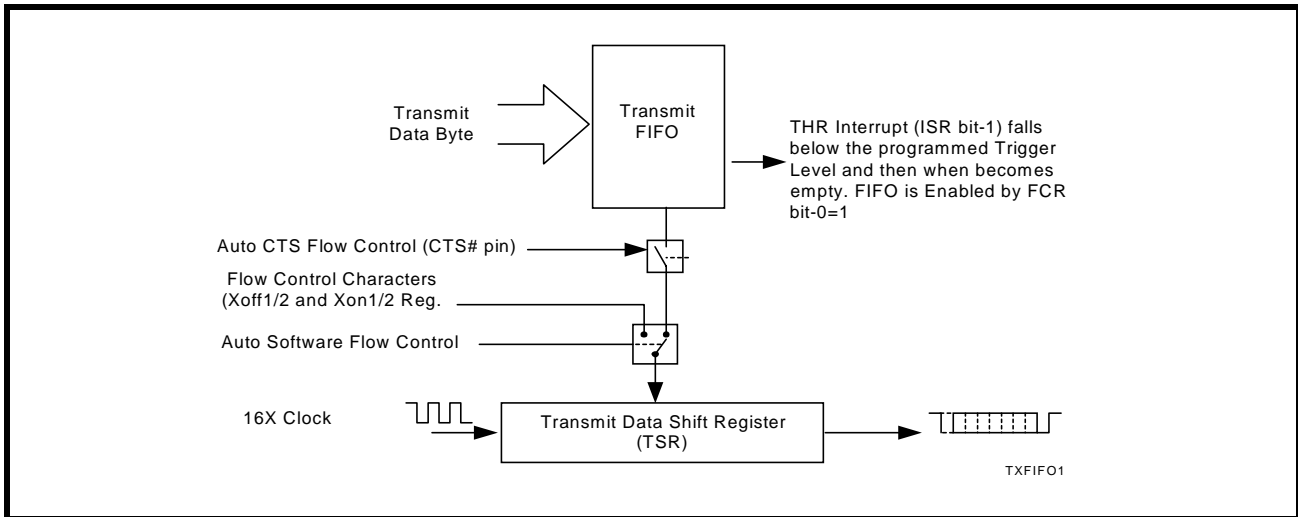 Transmit
FIFO
Transmit
Data Byte
THR Interrupt (ISR bit-1) falls
below the programmed Trigger
Level and then when becomes
empty. FIFO is Enabled by FCR
bit-0=1
Auto CTS Flow Control (CTS# pin)
Flow Control Characters
(Xoff1/2 and Xon1/2 Reg.
Auto Software Flow Control
16X Clock
Transmit Data Shift Register
(TSR)
TXFIFO1